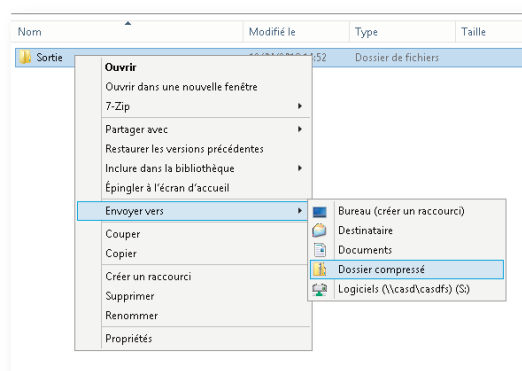 Nom Modifié le Type Taille
Sortie 14:52 Dossier de fichiers
Ouvrir
Ouvrir dans une nouvelle fenêtre
7-Zip
Partager avec
Restaurer les versions précédentes
Inclure dans la bibliothèque
Épingler à l'écran d'accueil
Envoyer vers
Couper
Copier
Créer un raccourci
Supprimer
Renommer
Propriétés
Bureau (créer un raccourci)
Destinataire
Documents
Dossier compressé
Logiciels (\\casd\casdfs) (S:)